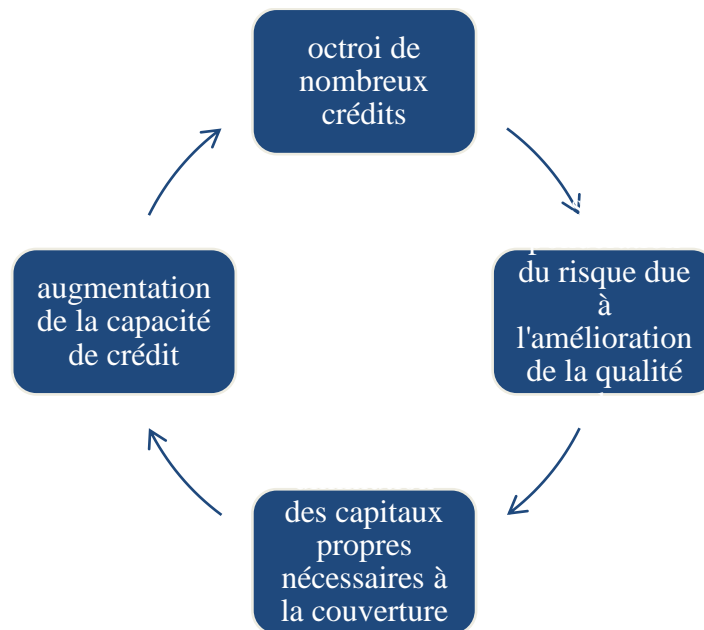 octroi de
nombreux
crédits
du risque due
à
l'amélioration
de la qualité
des capitaux
propres
nécessaires à
la couverture
augmentation
de la capacité
de crédit